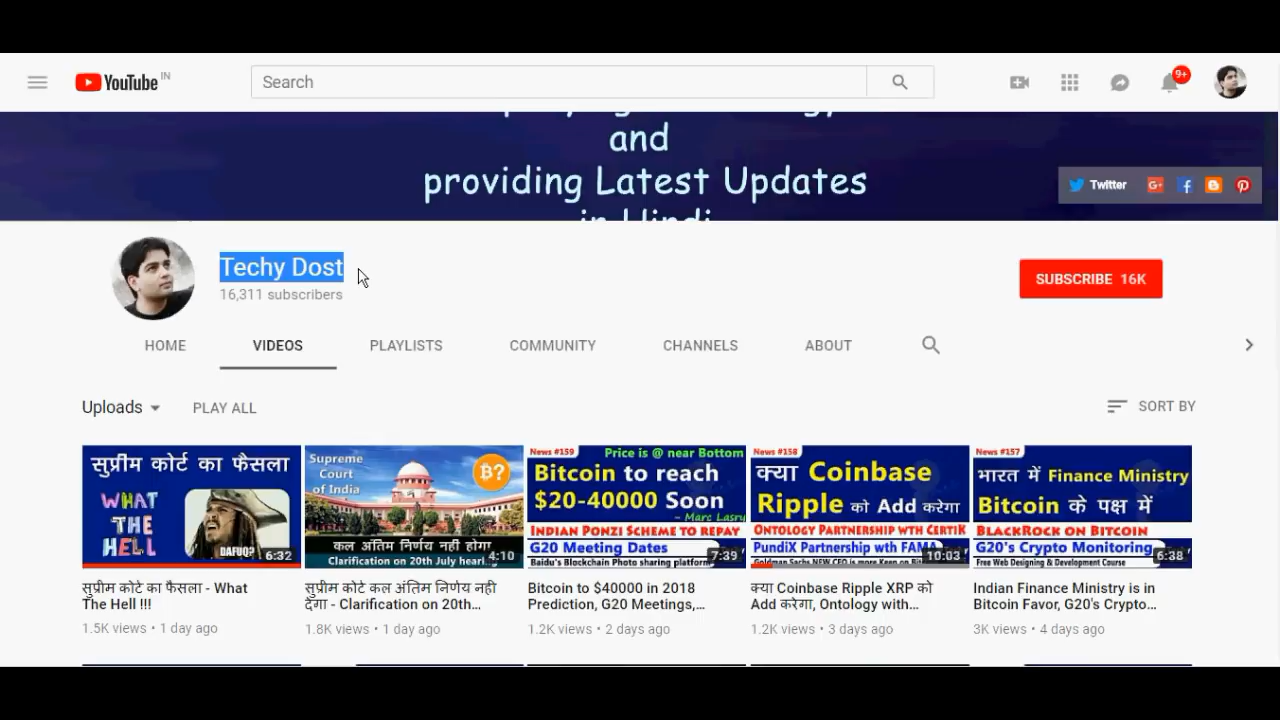 YouTube IN
Search
9+
and
providing Latest Updates
in Hindi
Twitter
Techy Dost
16,311 subscribers
SUBSCRIBE 16K
HOME
VIDEOS
PLAYLISTS
COMMUNITY
CHANNELS
ABOUT
Uploads
PLAY ALL
SORT BY
सुप्रीम कोर्ट का फैसला
WHAT
THE
HELL
DAFUQ?
6:32
Supreme
Court
of India
B?
कल अंतिम निर्णय नहीं होगा
Clarification on 20th July heari
4:10
News #159
Price is @ near Bottom
Bitcoin to reach
$20-40000 Soon
- Marc Lasry
INDIAN PONZI SCHEME TO REPAY
G20 Meeting Dates
Baidu's Blockchain Photo sharing platform
7:39
News #158
क्या Coinbase
Ripple को Add करेगा
ONTOLOGY PARTNERSHIP WTH CERTIK
PundiX Partnership wth FAMA
Goldman Sachs NEW CEO is more Keen on
10:03
News #157
भारत में Finance Ministry
Bitcoin के पक्ष में
BLACKROCK ON BITCOIN
G20's Crypto Monitoring
Free Web Designing & Development Course
6:38
सुप्रीम कोर्ट का फैसला - What
The Hell !!!
1.5K views • 1 day ago
सुप्रीम कोर्ट कल अंतिम निर्णय नही
देगा - Clarification on 20th...
1.8K views • 1 day ago
Bitcoin to $40000 in 2018
Prediction, G20 Meetings,...
1.2K views • 2 days ago
क्या Coinbase Ripple XRP को
Add करेगा, Ontology with...
1.2K views • 3 days ago
Indian Finance Ministry is in
Bitcoin Favor, G20's Crypto...
3K views • 4 days ago